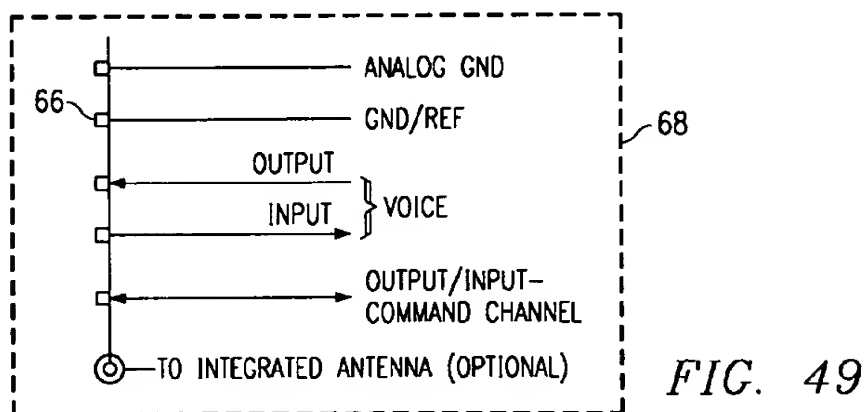 ANALOG GND
66
GND/REF
68
OUTPUT
INPUT
VOICE
OUTPUT/INPUT-
COMMAND CHANNEL
TO INTEGRATED ANTENNA (OPTIONAL)
FIG. 49